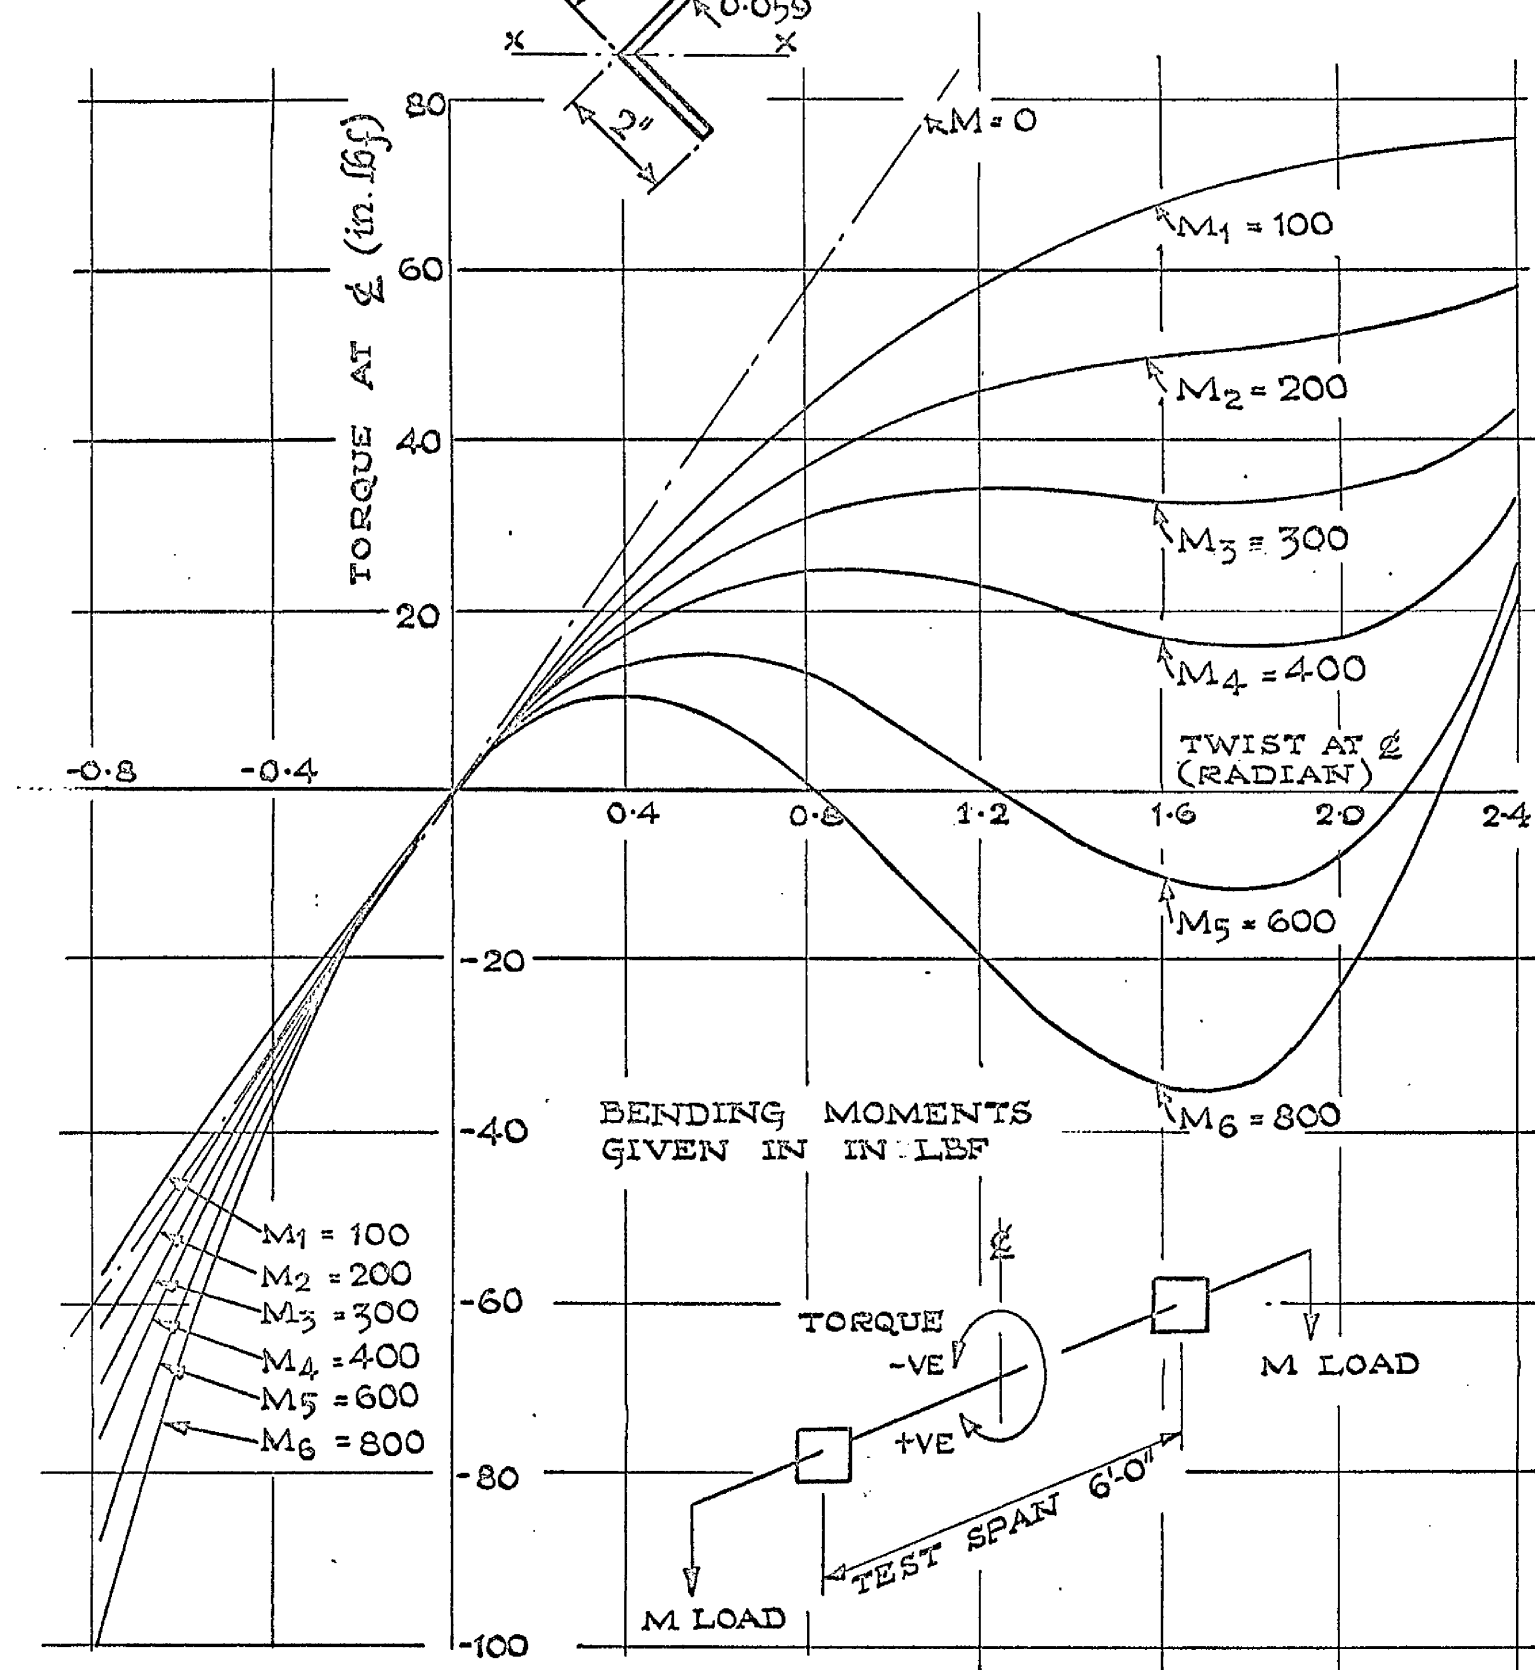 0.059
x x
2"
TORQUE AT ℄ (in. lbf)
80
60
40
20
-20
-40
-60
-80
-100
M=0
M1 = 100
M2 = 200
M3 = 300
M4 = 400
TWIST AT ℄
(RADIAN)
-0.8 -0.4
0.4 0.8 1.2 1.6 2.0 2.4
M5 = 600
M6 = 800
BENDING MOMENTS
GIVEN IN IN LBF
M1 = 100
M2 = 200
M3 = 300
M4 = 400
M5 = 600
M6 = 800
℄
TORQUE
-VE
+VE
M LOAD
TEST SPAN 6'-0"
M LOAD